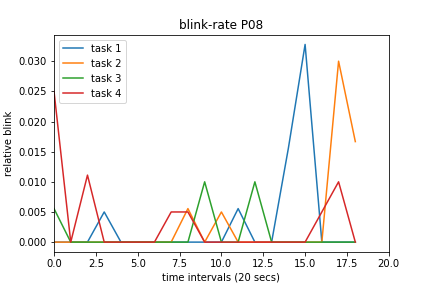 blink-rate P08
task 1
task 2
task 3
task 4
relative blink
0.030
0.025
0.020
0.015
0.010
0.005
0.000
0.0 2.5 5.0 7.5 10.0 12.5 15.0 17.5 20.0
time intervals (20 secs)